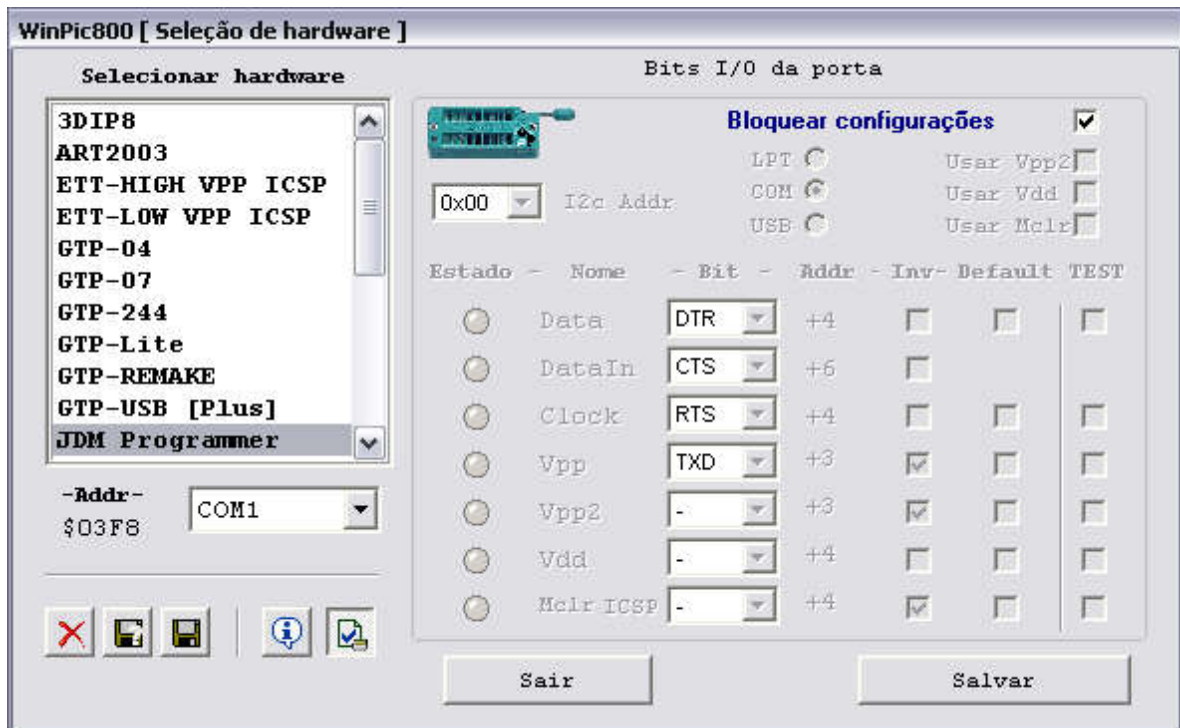 WinPic800 [ Seleção de hardware ]
Selecionar hardware
3DIP8
ART2003
ETT-HIGH VPP ICSP
ETT-LOW VPP ICSP
GTP-04
GTP-07
GTP-244
GTP-Lite
GTP-REMAKE
GTP-USB [Plus]
JDM Programmer
-Addr-
$03F8
COM1
Bits I/O da porta
Bloquear configurações
0x00 I2c Addr
LPT Usar Vpp2
COM Usar Vdd
USB Usar Mclr
Estado - Nome - Bit - Addr - Inv- Default TEST
Data DTR +4
DataIn CTS +6
Clock RTS +4
Vpp TXD +3
Vpp2 - +3
Vdd - +4
Mclr ICSP - +4
Sair
Salvar